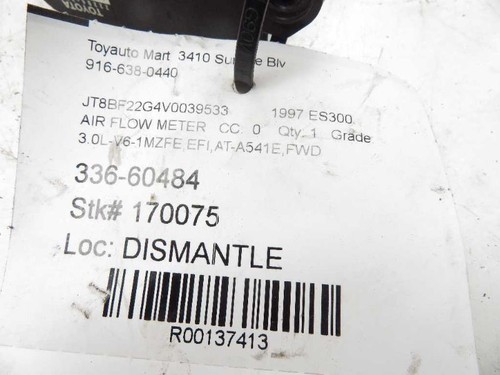 TOYOTA
Toyauto Mart 3410 Sunrise Blv
916-638-0440
JT8BF22G4V0039533 1997 ES300
AIR FLOW METER CC: 0 Qty: 1 Grade
3.0L-V6-1MZFE,EFI,AT-A541E,FWD
336-60484
Stk# 170075
Loc: DISMANTLE
R00137413